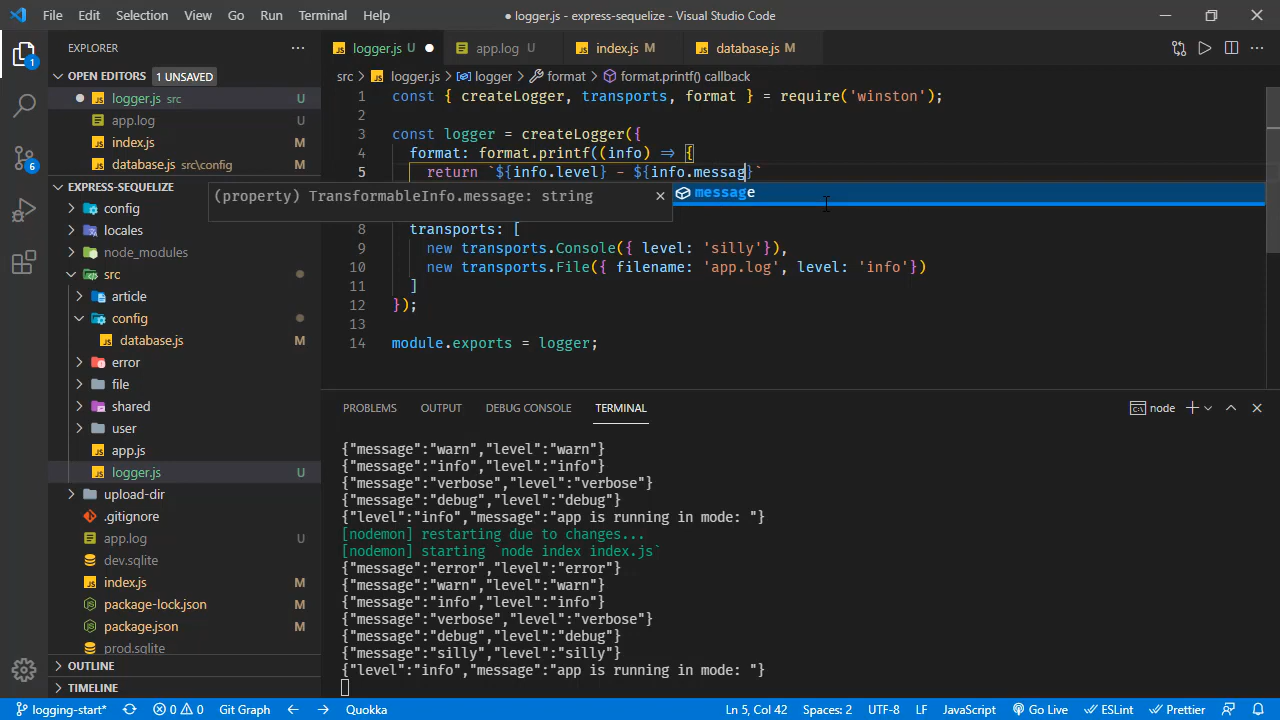 File Edit Selection View Go Run Terminal Help
● logger.js - express-sequelize - Visual Studio Code
EXPLORER
logger.js U ●
app.log U
index.js M
database.js M
OPEN EDITORS 1 UNSAVED
src > logger.js > logger > format > format.printf() callback
● logger.js src U
app.log U
index.js M
database.js src\config M
EXPRESS-SEQUELIZE
config
locales
node_modules
src
article
config
database.js M
error
file
shared
user
app.js
logger.js U
upload-dir
.gitignore
app.log U
dev.sqlite
index.js M
package-lock.json M
package.json M
prod.sqlite
OUTLINE
TIMELINE
1 const { createLogger, transports, format } = require('winston');
2
3 const logger = createLogger({
4 format: format.printf((info) => {
5 return `${info.level} - ${info.messag}`
(property) TransformableInfo.message: string
message
8 transports: [
9 new transports.Console({ level: 'silly'}),
10 new transports.File({ filename: 'app.log', level: 'info'})
11 ]
12 });
13
14 module.exports = logger;
PROBLEMS OUTPUT DEBUG CONSOLE TERMINAL
node
{"message":"warn","level":"warn"}
{"message":"info","level":"info"}
{"message":"verbose","level":"verbose"}
{"message":"debug","level":"debug"}
{"level":"info","message":"app is running in mode: "}
[nodemon] restarting due to changes...
[nodemon] starting `node index index.js`
{"message":"error","level":"error"}
{"message":"warn","level":"warn"}
{"message":"info","level":"info"}
{"message":"verbose","level":"verbose"}
{"message":"debug","level":"debug"}
{"message":"silly","level":"silly"}
{"level":"info","message":"app is running in mode: "}
1
6
logging-start* 0 0 Git Graph Quokka Ln 5, Col 42 Spaces: 2 UTF-8 LF JavaScript Go Live ESLint Prettier